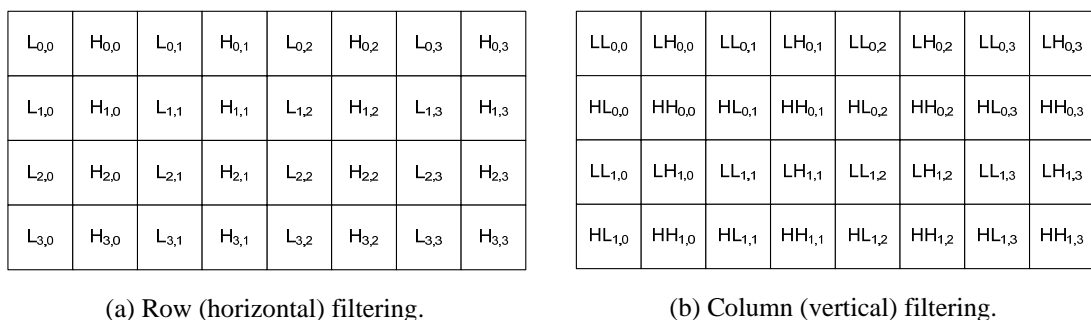 L0,0 H0,0 L0,1 H0,1 L0,2 H0,2 L0,3 H0,3
L1,0 H1,0 L1,1 H1,1 L1,2 H1,2 L1,3 H1,3
L2,0 H2,0 L2,1 H2,1 L2,2 H2,2 L2,3 H2,3
L3,0 H3,0 L3,1 H3,1 L3,2 H3,2 L3,3 H3,3
(a) Row (horizontal) filtering.
LL0,0 LH0,0 LL0,1 LH0,1 LL0,2 LH0,2 LL0,3 LH0,3
HL0,0 HH0,0 HL0,1 HH0,1 HL0,2 HH0,2 HL0,3 HH0,3
LL1,0 LH1,0 LL1,1 LH1,1 LL1,2 LH1,2 LL1,3 LH1,3
HL1,0 HH1,0 HL1,1 HH1,1 HL1,2 HH1,2 HL1,3 HH1,3
(b) Column (vertical) filtering.